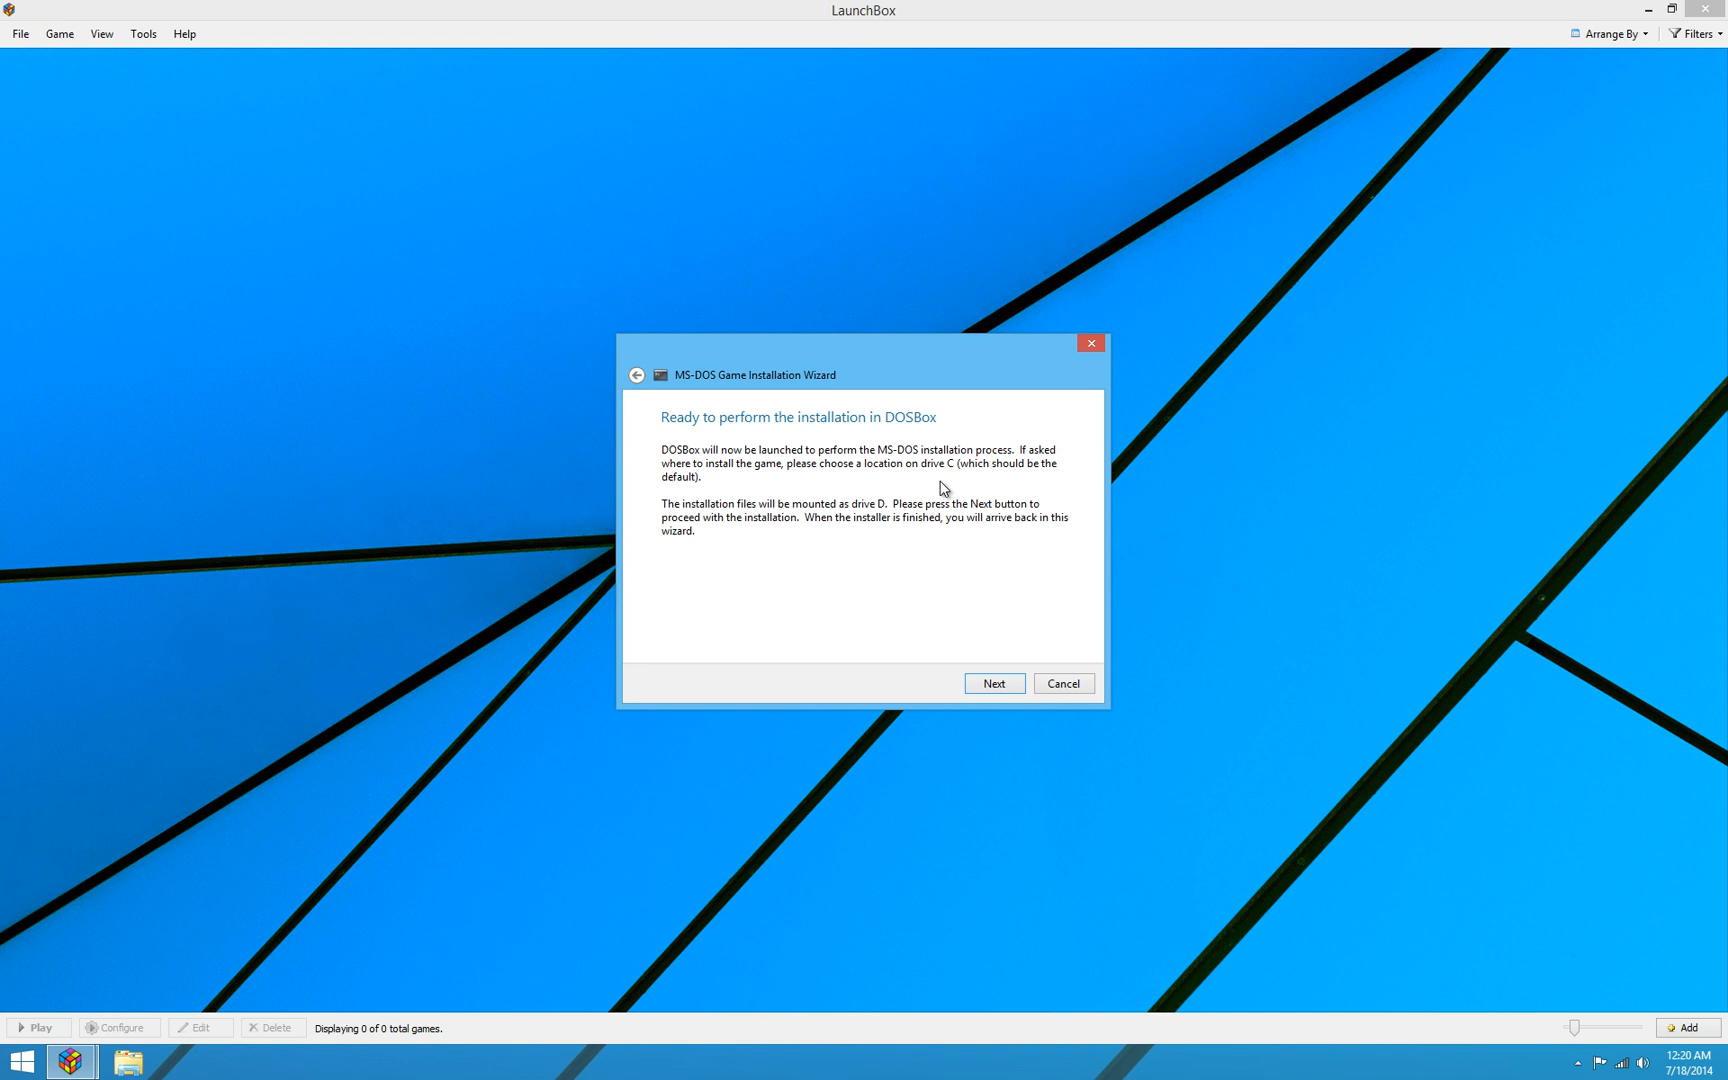 LaunchBox
File Game View Tools Help Arrange By Filters
MS-DOS Game Installation Wizard
Ready to perform the installation in DOSBox
DOSBox will now be launched to perform the MS-DOS installation process.  If asked
where to install the game, please choose a location on drive C (which should be the
default).
The installation files will be mounted as drive D.  Please press the Next button to
proceed with the installation.  When the installer is finished, you will arrive back in this
wizard.
Next Cancel
Play Configure Edit Delete Displaying 0 of 0 total games. Add
12:20 AM
7/18/2014